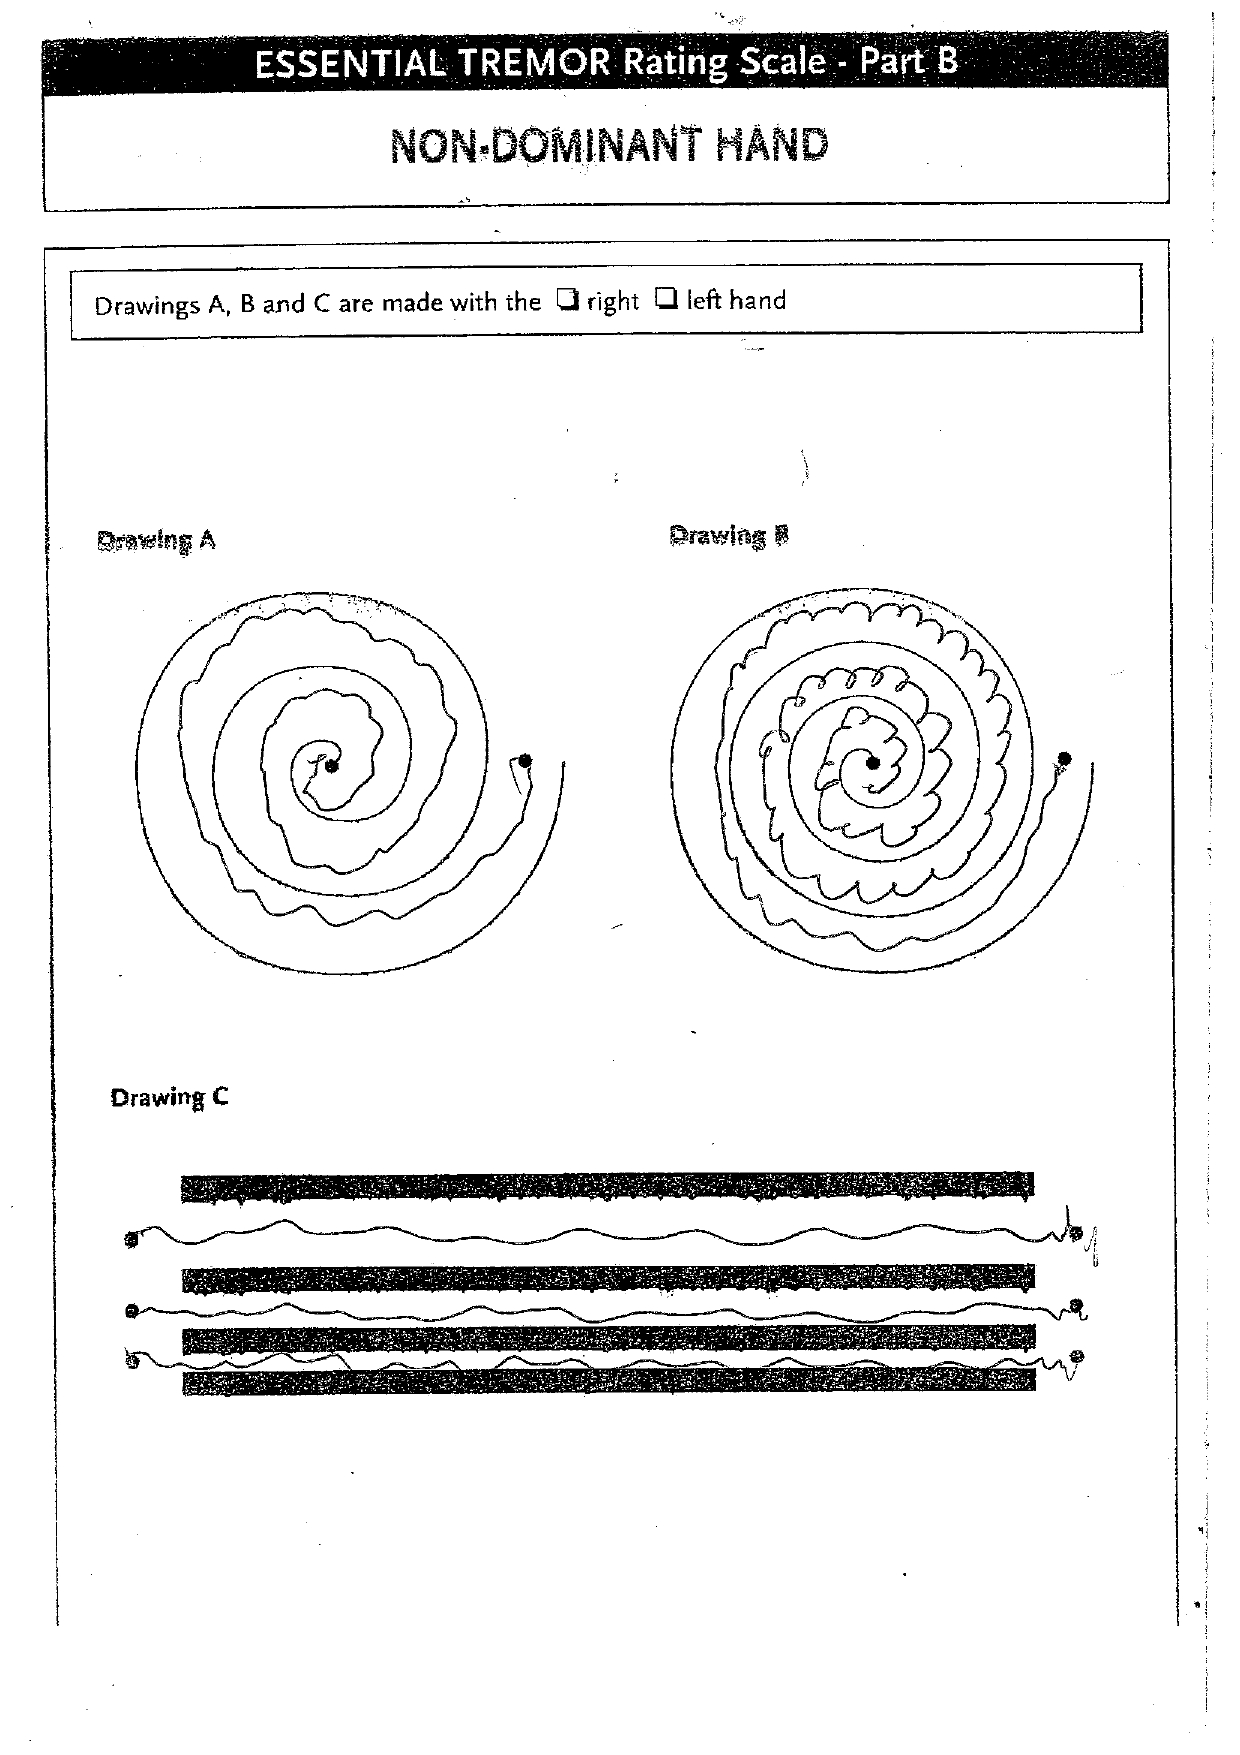 ESSENTIAL TREMOR Rating Scale - Part B
NON-DOMINANT HAND
Drawings A, B and C are made with the ❑ right ❑ left hand
Drawing A
Drawing B
Drawing C